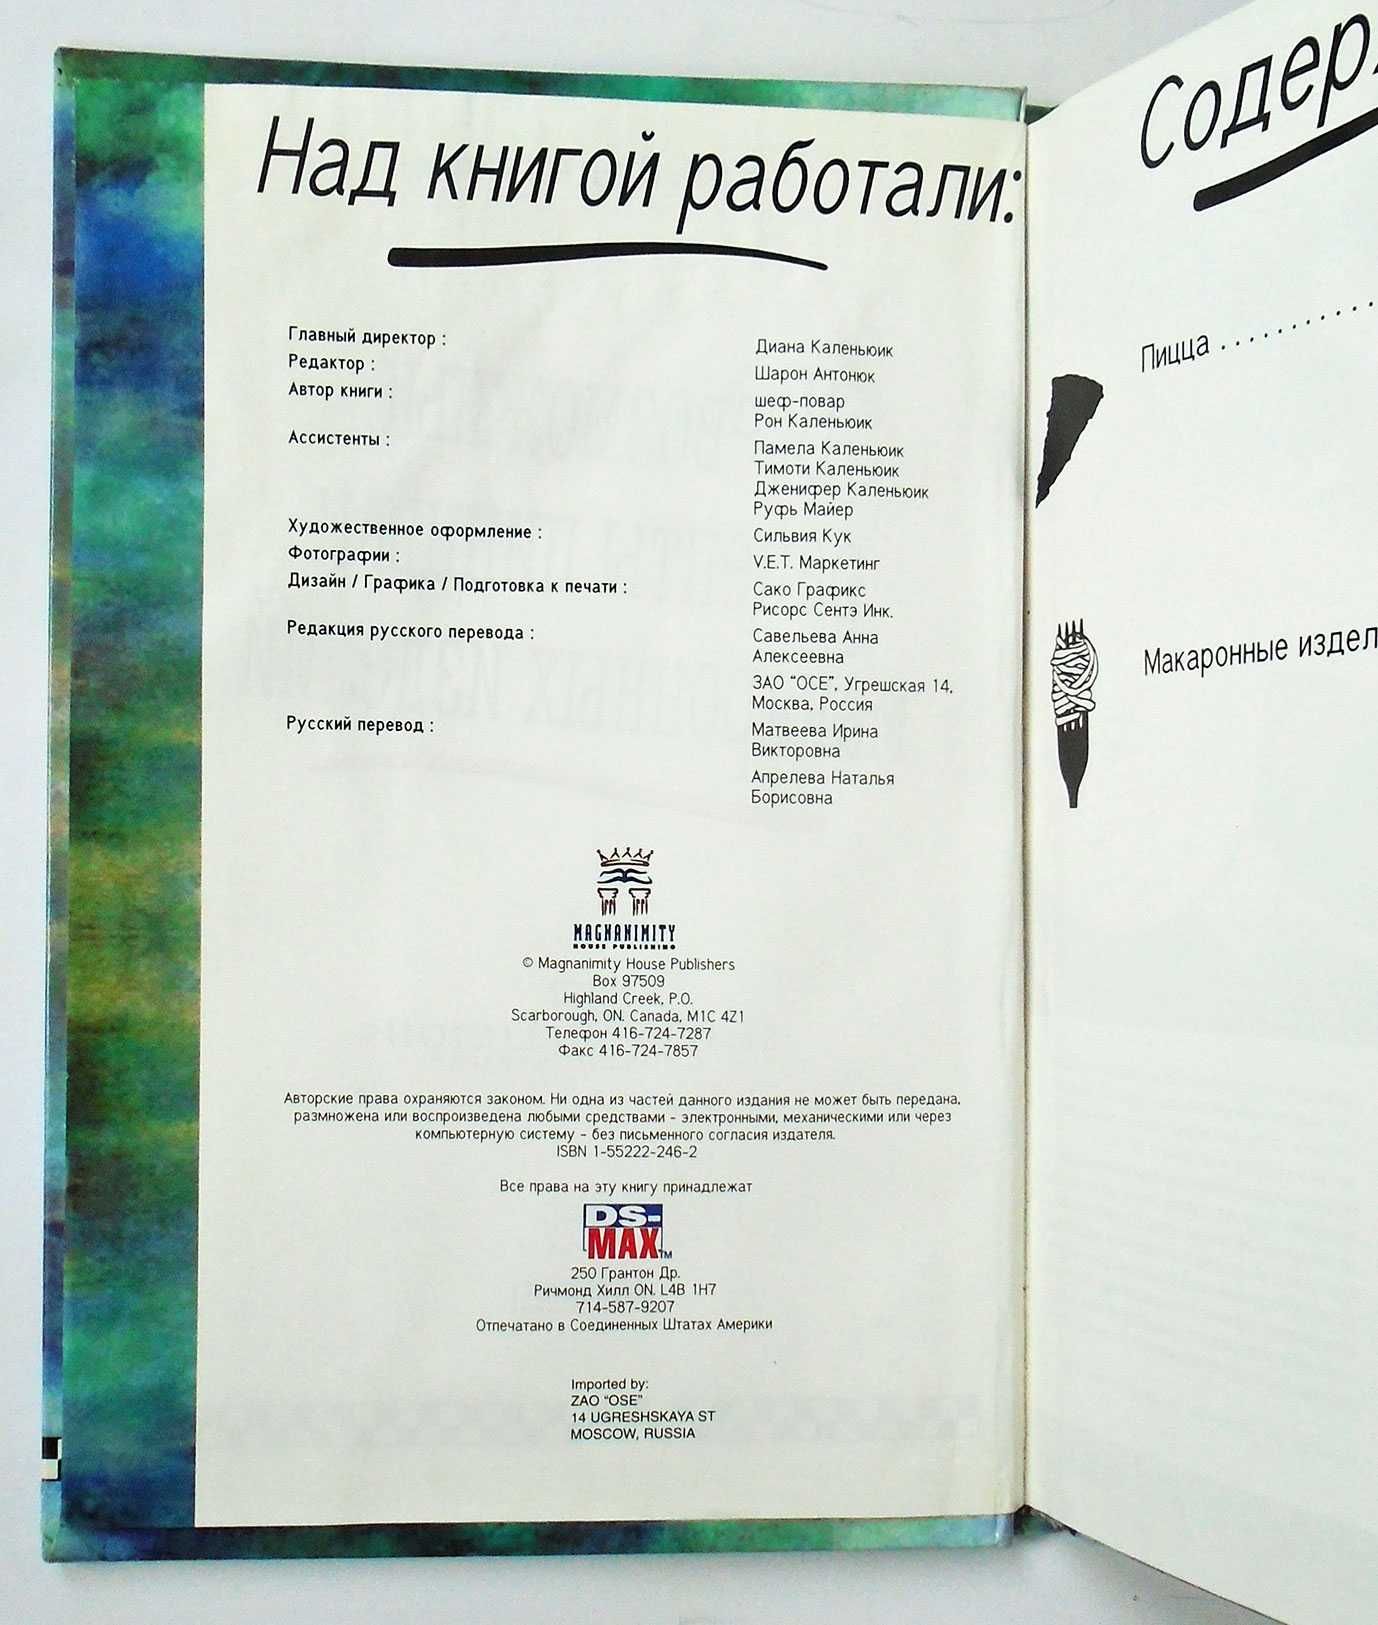 Над книгой работали:
Главный директор :
Диана Каленьюик
Редактор :
Шарон Антонюк
Автор книги :
шеф-повар
Рон Каленьюик
Ассистенты :
Памела Каленьюик
Тимоти Каленьюик
Дженифер Каленьюик
Руфь Майер
Художественное оформление :
Сильвия Кук
Фотографии :
V.E.T. Маркетинг
Дизайн / Графика / Подготовка к печати :
Сако Графикс
Рисорс Сентэ Инк.
Редакция русского перевода :
Савельева Анна
Алексеевна
ЗАО "ОСЕ", Угрешская 14,
Москва, Россия
Русский перевод :
Матвеева Ирина
Викторовна
Апрелева Наталья
Борисовна
MAGNANIMITY
HOUSE PUBLISHING
© Magnanimity House Publishers
Box 97509
Highland Creek, P.O.
Scarborough, ON. Canada, M1C 4Z1
Телефон 416-724-7287
Факс 416-724-7857
Авторские права охраняются законом. Ни одна из частей данного издания не может быть передана,
размножена или воспроизведена любыми средствами - электронными, механическими или через
компьютерную систему - без письменного согласия издателя.
ISBN 1-55222-246-2
Все права на эту книгу принадлежат
DS-
MAX™
250 Грантон Др.
Ричмонд Хилл ON. L4B 1H7
714-587-9207
Отпечатано в Соединенных Штатах Америки
Imported by:
ZAO "OSE"
14 UGRESHSKAYA ST
MOSCOW, RUSSIA
Содер
Пицца . . . . . . . . . . . .
Макаронные издел